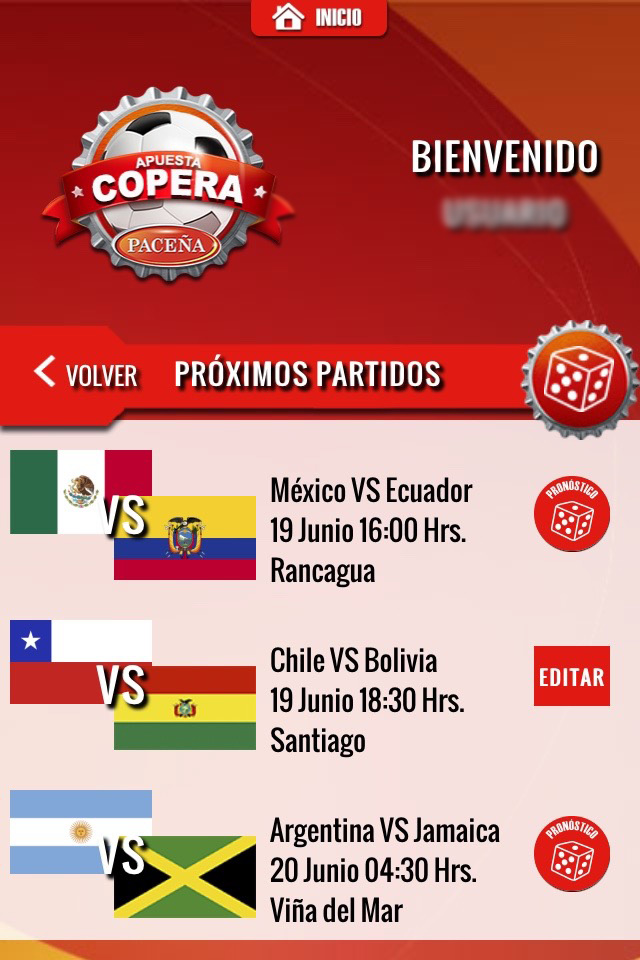 INICIO
APUESTA
COPERA
PACEÑA
BIENVENIDO
VOLVER
PRÓXIMOS PARTIDOS
VS
México VS Ecuador
19 Junio 16:00 Hrs.
Rancagua
PRONÓSTICO
VS
Chile VS Bolivia
19 Junio 18:30 Hrs.
Santiago
EDITAR
VS
Argentina VS Jamaica
20 Junio 04:30 Hrs.
Viña del Mar
PRONÓSTICO